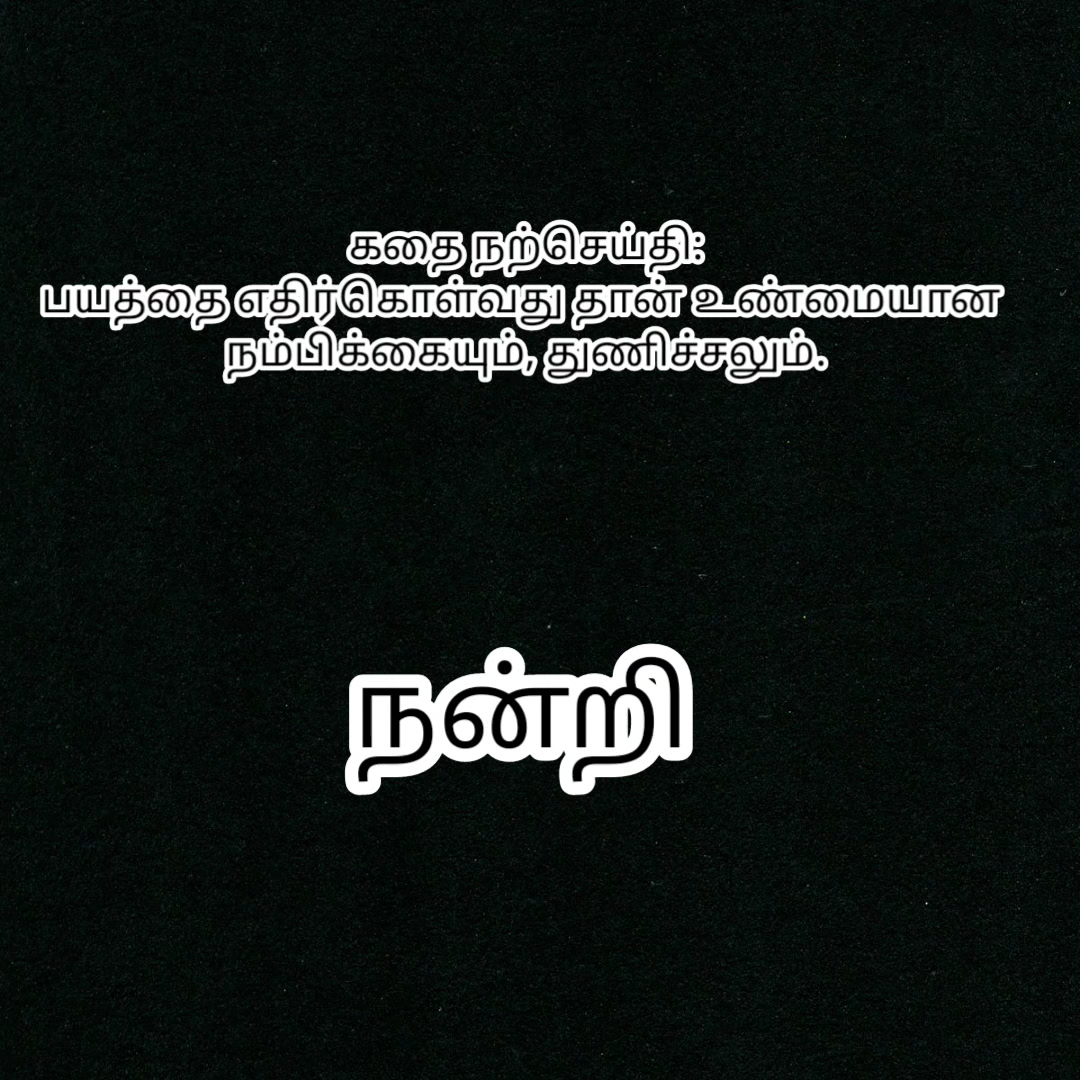 கதை நற்செய்தி:
பயத்தை எதிர்கொள்வது தான் உண்மையான
நம்பிக்கையும், துணிச்சலும்.
நன்றி